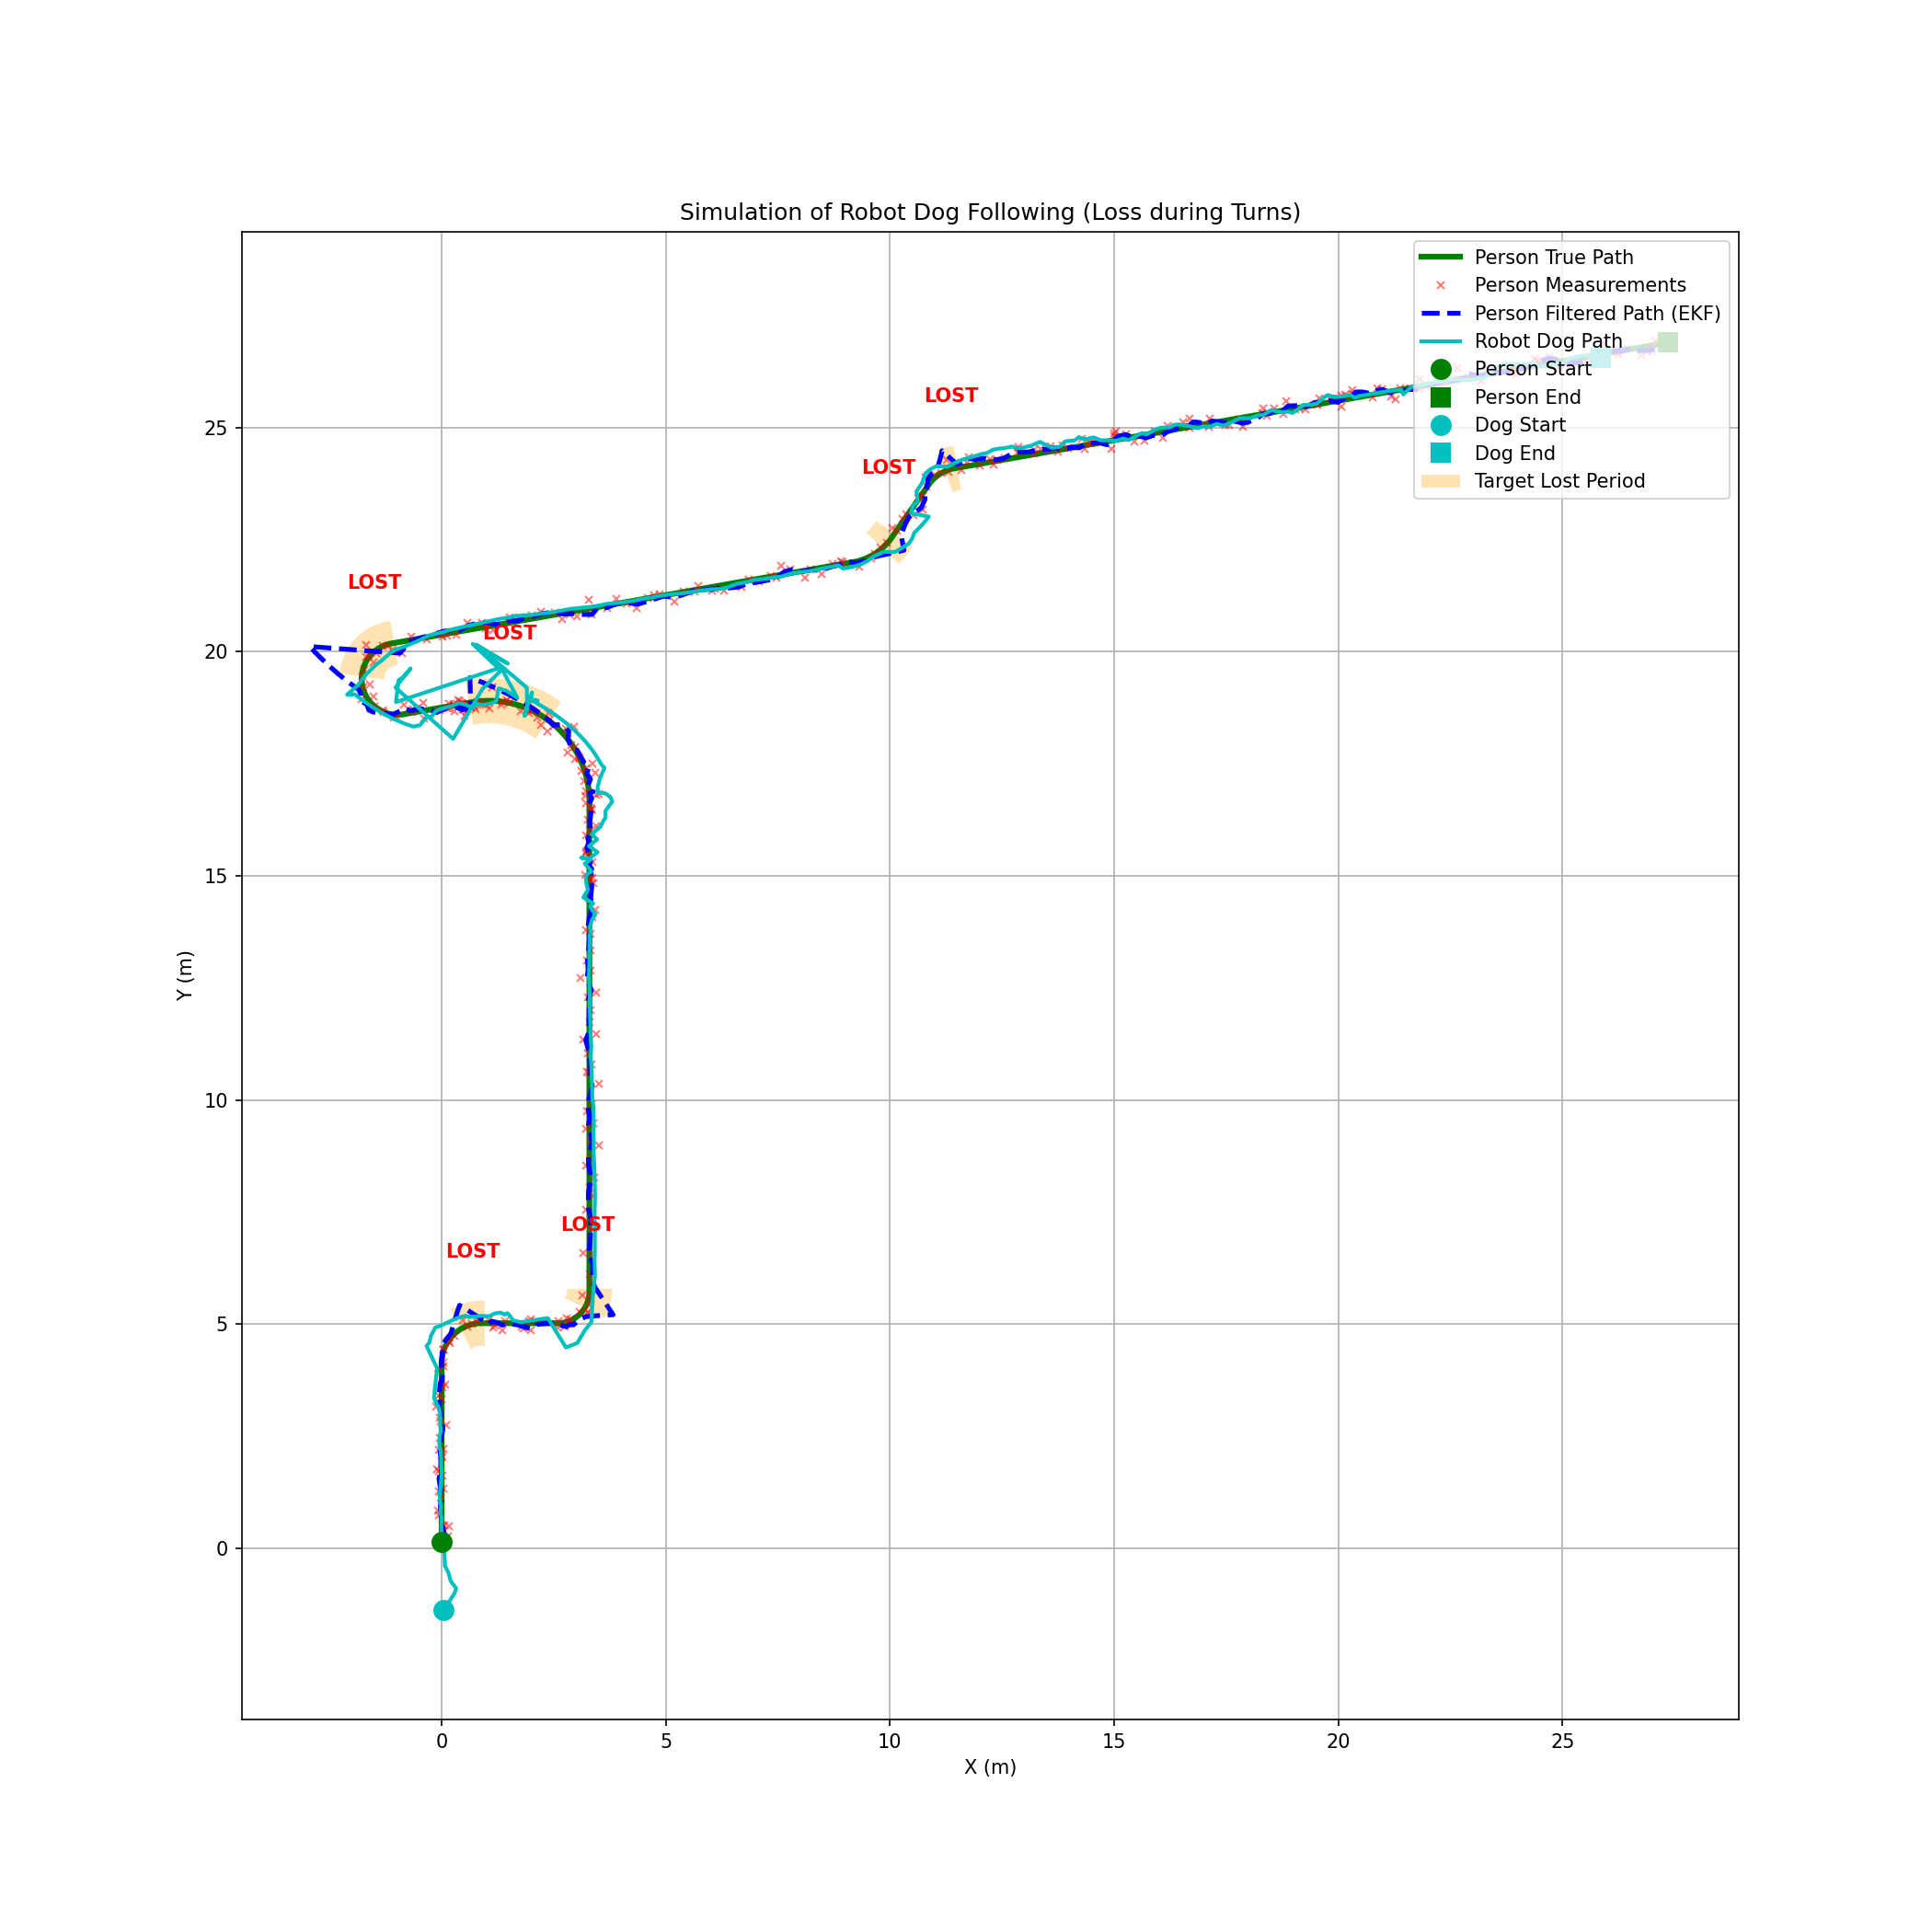 Simulation of Robot Dog Following (Loss during Turns)
Person True Path
Person Measurements
Person Filtered Path (EKF)
Robot Dog Path
Person Start
Person End
Dog Start
Dog End
Target Lost Period
LOST
LOST
LOST
LOST
LOST
LOST
25
20
15
10
5
0
Y (m)
0
5
10
15
20
25
X (m)